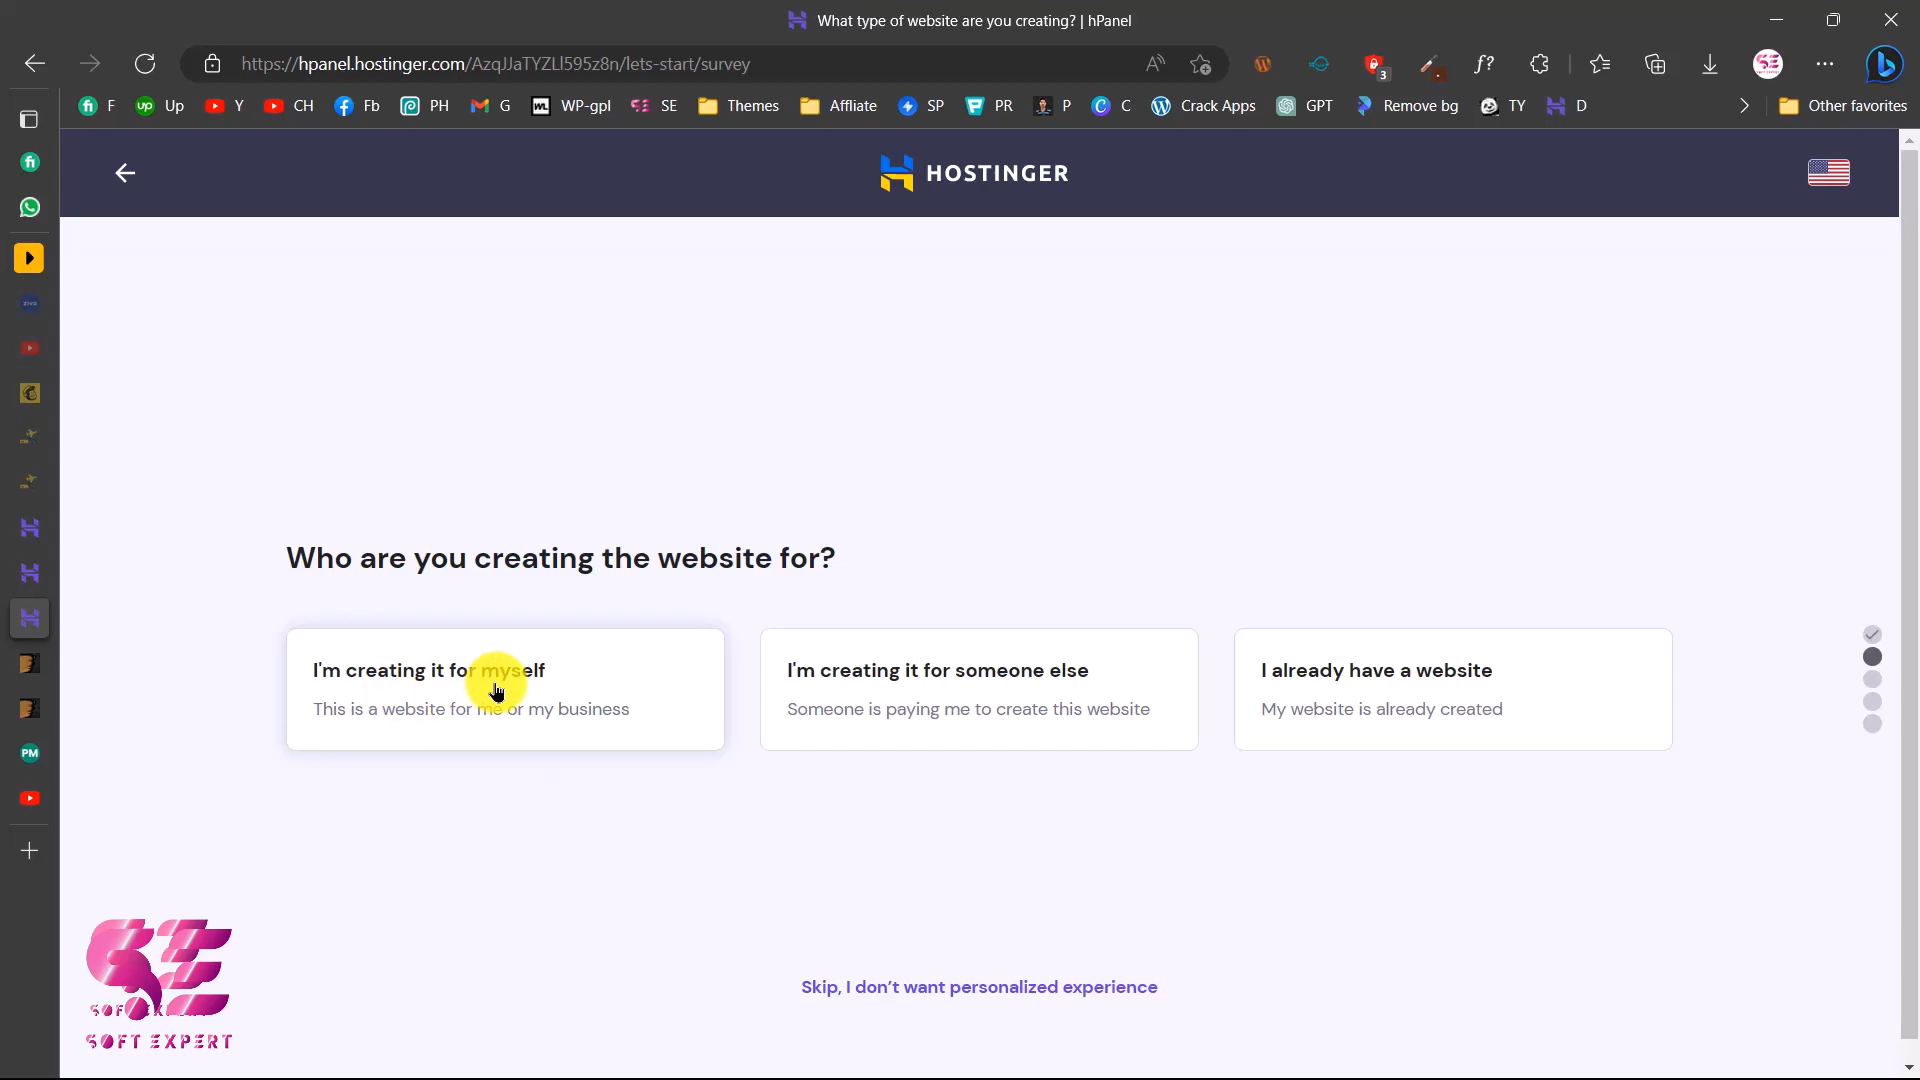 What type of website are you creating? | hPanel
https://hpanel.hostinger.com/AzqJJaTYZLl595z8n/lets-start/survey
A))
3
f?
F
Up
Y
CH
Fb
PH
G
WP-gpl
SE
Themes
Affliate
SP
PR
P
C
Crack Apps
GPT
Remove bg
TY
D
Other favorites
HOSTINGER
Who are you creating the website for?
I'm creating it for myself
This is a website for me or my business
I'm creating it for someone else
Someone is paying me to create this website
I already have a website
My website is already created
PM
Skip, I don’t want personalized experience
SOFT EXPERT